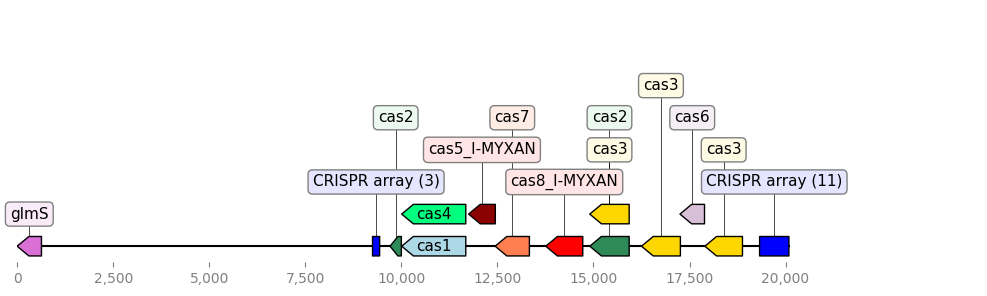 cas3
cas2
cas7
cas2
cas6
cas5_I-MYXAN
cas3
cas3
CRISPR array (3)
cas8_I-MYXAN
CRISPR array (11)
glmS
cas4
cas1
0
2,500
5,000
7,500
10,000
12,500
15,000
17,500
20,000